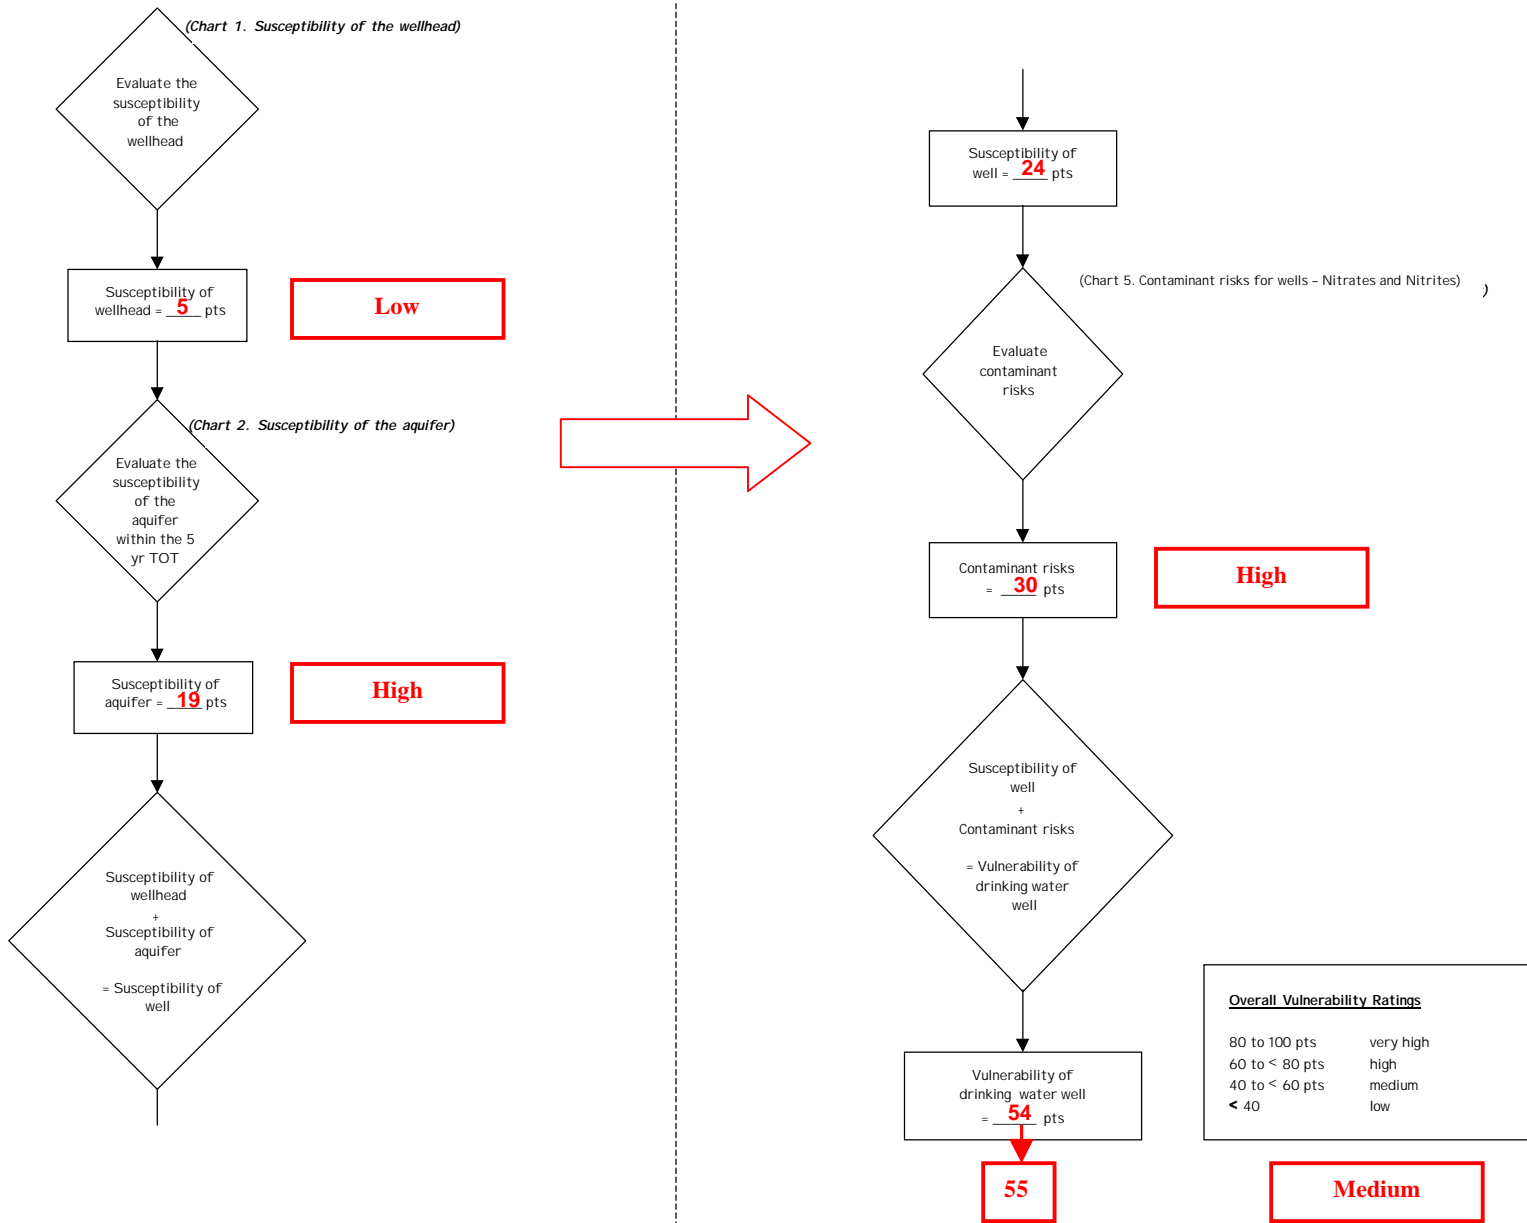 (Chart 1. Susceptibility of the wellhead)
Evaluate the
susceptibility
of the
wellhead
Susceptibility of
wellhead = 5 pts
Low
(Chart 2. Susceptibility of the aquifer)
Evaluate the
susceptibility
of the
aquifer
within the 5
yr TOT
Susceptibility of
aquifer = 19 pts
High
Susceptibility of
wellhead
+
Susceptibility of
aquifer
= Susceptibility of
well
Susceptibility of
well = 24 pts
(Chart 5. Contaminant risks for wells – Nitrates and Nitrites)
)
Evaluate
contaminant
risks
Contaminant risks
= 30 pts
High
Susceptibility of
well
+
Contaminant risks
= Vulnerability of
drinking water
well
Vulnerability of
drinking water well
= 54 pts
55
Overall Vulnerability Ratings
80 to 100 pts very high
60 to < 80 pts high
40 to < 60 pts medium
< 40 low
Medium